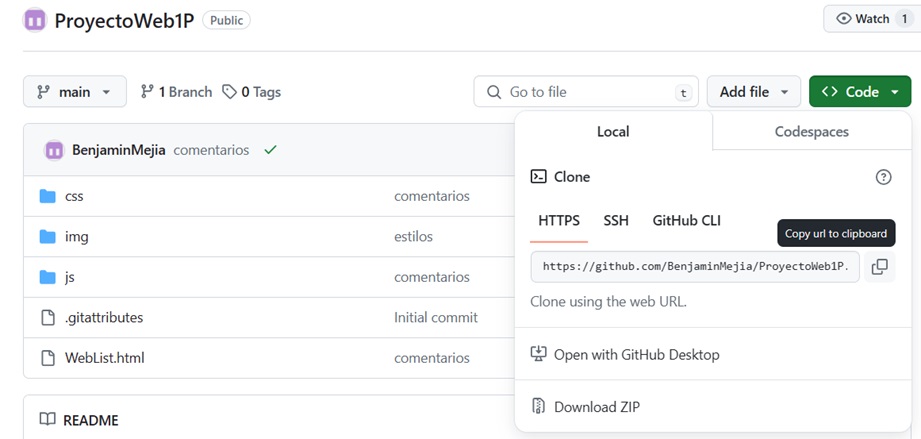 ProyectoWeb1P Public
Watch 1
main 1 Branch 0 Tags
Go to file t
Add file
Code
BenjaminMejia comentarios
css comentarios
img estilos
js comentarios
.gitattributes Initial commit
WebList.html comentarios
README
Local Codespaces
Clone
HTTPS SSH GitHub CLI
Copy url to clipboard
https://github.com/BenjaminMejia/ProyectoWeb1P.
Clone using the web URL.
Open with GitHub Desktop
Download ZIP